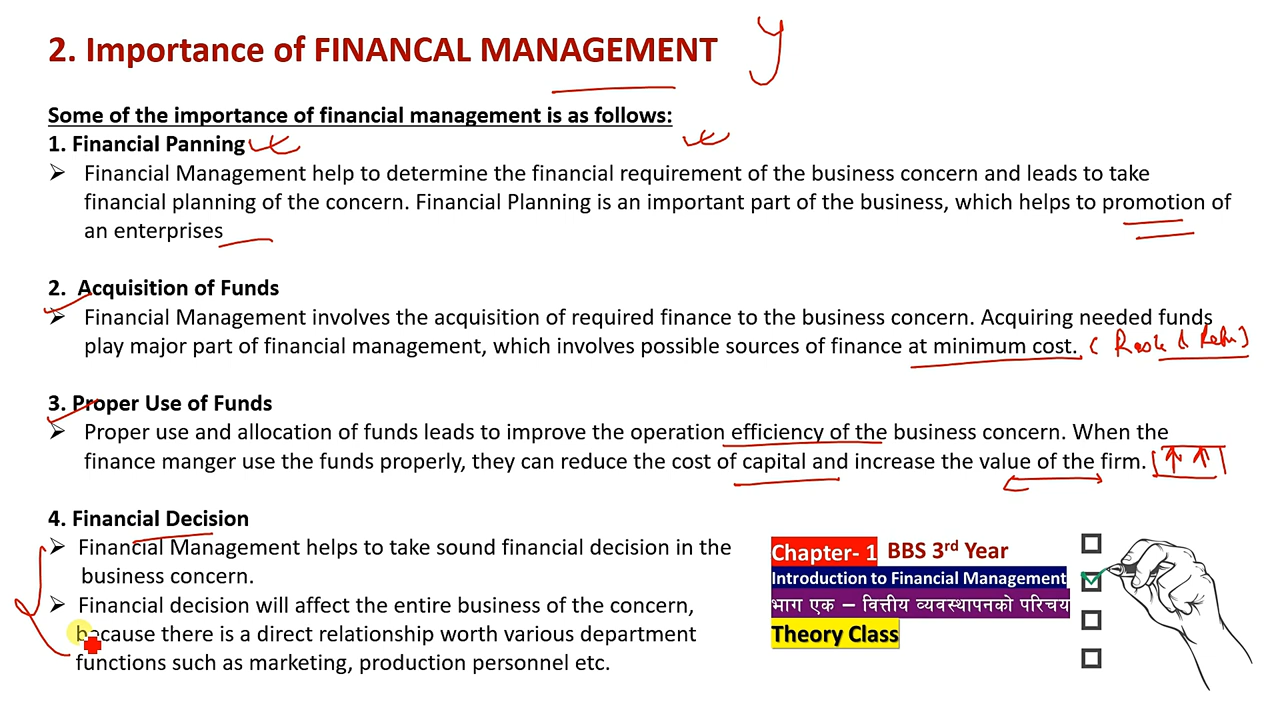 2. Importance of FINANCAL MANAGEMENT
Some of the importance of financial management is as follows:
1. Financial Panning
➢ Financial Management help to determine the financial requirement of the business concern and leads to take
financial planning of the concern. Financial Planning is an important part of the business, which helps to promotion of
an enterprises
2. Acquisition of Funds
➢ Financial Management involves the acquisition of required finance to the business concern. Acquiring needed funds
play major part of financial management, which involves possible sources of finance at minimum cost.
3. Proper Use of Funds
➢ Proper use and allocation of funds leads to improve the operation efficiency of the business concern. When the
finance manger use the funds properly, they can reduce the cost of capital and increase the value of the firm.
4. Financial Decision
➢ Financial Management helps to take sound financial decision in the
business concern.
➢ Financial decision will affect the entire business of the concern,
because there is a direct relationship worth various department
functions such as marketing, production personnel etc.
Chapter- 1 BBS 3rd Year
Introduction to Financial Management
भाग एक – वित्तीय व्यवस्थापनको परिचय
Theory Class